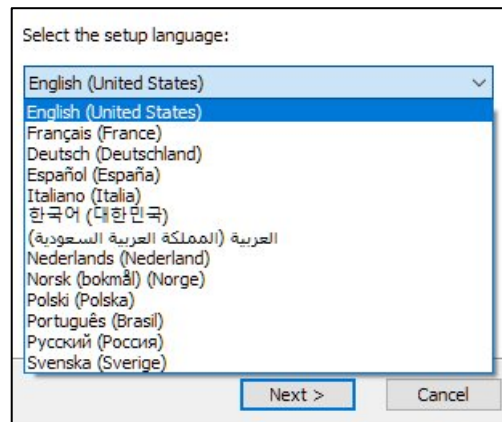 Select the setup language:
English (United States)
English (United States)
Français (France)
Deutsch (Deutschland)
Español (España)
Italiano (Italia)
한국어 (대한민국)
العربية (المملكة العربية السعودية)
Nederlands (Nederland)
Norsk (bokmål) (Norge)
Polski (Polska)
Português (Brasil)
Русский (Россия)
Svenska (Sverige)
Next > Cancel